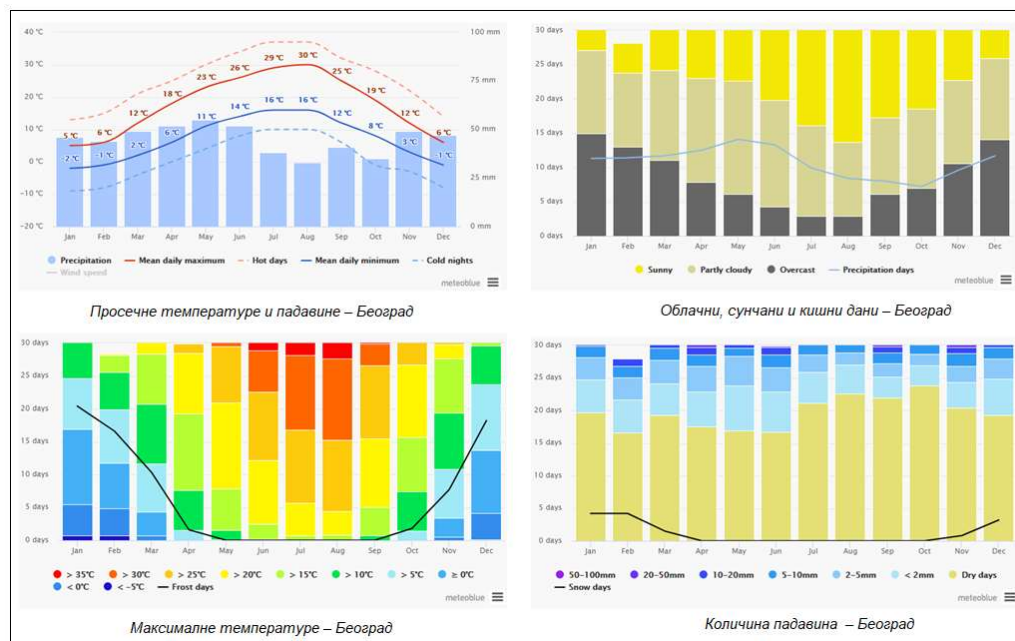 40 °C
30 °C
20 °C
10 °C
0 °C
−10 °C
−20 °C
100 mm
75 mm
50 mm
25 mm
0 mm
5 °C
6 °C
12 °C
18 °C
23 °C
26 °C
29 °C
30 °C
25 °C
19 °C
12 °C
6 °C
-2 °C
-1 °C
2 °C
6 °C
11 °C
14 °C
16 °C
16 °C
12 °C
8 °C
3 °C
-1 °C
Jan Feb Mar Apr May Jun Jul Aug Sep Oct Nov Dec
Precipitation Mean daily maximum Hot days Mean daily minimum Cold nights
Wind speed
meteoblue
Просечне температуре и падавине – Београд
30 days
25 days
20 days
15 days
10 days
5 days
0 days
Jan Feb Mar Apr May Jun Jul Aug Sep Oct Nov Dec
Sunny Partly cloudy Overcast Precipitation days
meteoblue
Облачни, сунчани и кишни дани – Београд
30 days
25 days
20 days
15 days
10 days
5 days
0 days
Jan Feb Mar Apr May Jun Jul Aug Sep Oct Nov Dec
> 35°C > 30°C > 25°C > 20°C > 15°C > 10°C > 5°C ≥ 0°C
< 0°C < -5°C Frost days
meteoblue
Максималне температуре – Београд
30 days
25 days
20 days
15 days
10 days
5 days
0 days
Jan Feb Mar Apr May Jun Jul Aug Sep Oct Nov Dec
50-100mm 20-50mm 10-20mm 5-10mm 2-5mm < 2mm Dry days
Snow days
meteoblue
Количина падавина – Београд